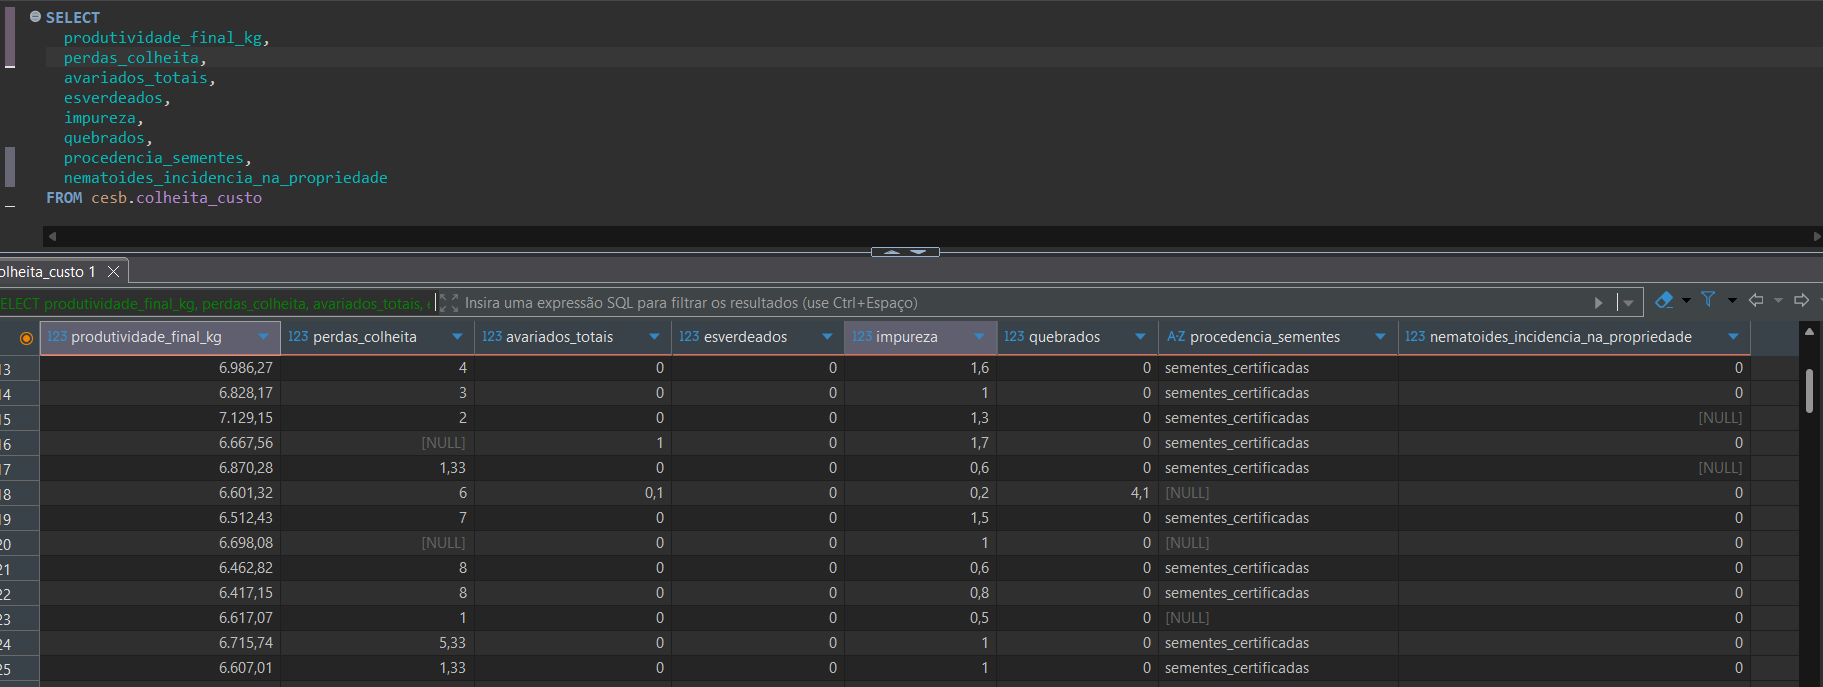 SELECT
produtividade_final_kg,
perdas_colheita,
avariados_totais,
esverdeados,
impureza,
quebrados,
procedencia_sementes,
nematoides_incidencia_na_propriedade
FROM cesb.colheita_custo
olheita_custo 1
ELECT produtividade_final_kg, perdas_colheita, avariados_totais, Insira uma expressão SQL para filtrar os resultados (use Ctrl+Espaço)
123 produtividade_final_kg 123 perdas_colheita 123 avariados_totais 123 esverdeados 123 impureza 123 quebrados A-Z procedencia_sementes 123 nematoides_incidencia_na_propriedade
13 6.986,27 4 0 0 1,6 0 sementes_certificadas 0
14 6.828,17 3 0 0 1 0 sementes_certificadas 0
15 7.129,15 2 0 0 1,3 0 sementes_certificadas [NULL]
16 6.667,56 [NULL] 1 0 1,7 0 sementes_certificadas 0
17 6.870,28 1,33 0 0 0,6 0 sementes_certificadas [NULL]
18 6.601,32 6 0,1 0 0,2 4,1 [NULL] 0
19 6.512,43 7 0 0 1,5 0 sementes_certificadas 0
20 6.698,08 [NULL] 0 0 1 0 [NULL] 0
21 6.462,82 8 0 0 0,6 0 sementes_certificadas 0
22 6.417,15 8 0 0 0,8 0 sementes_certificadas 0
23 6.617,07 1 0 0 0,5 0 [NULL] 0
24 6.715,74 5,33 0 0 1 0 sementes_certificadas 0
25 6.607,01 1,33 0 0 1 0 sementes_certificadas 0